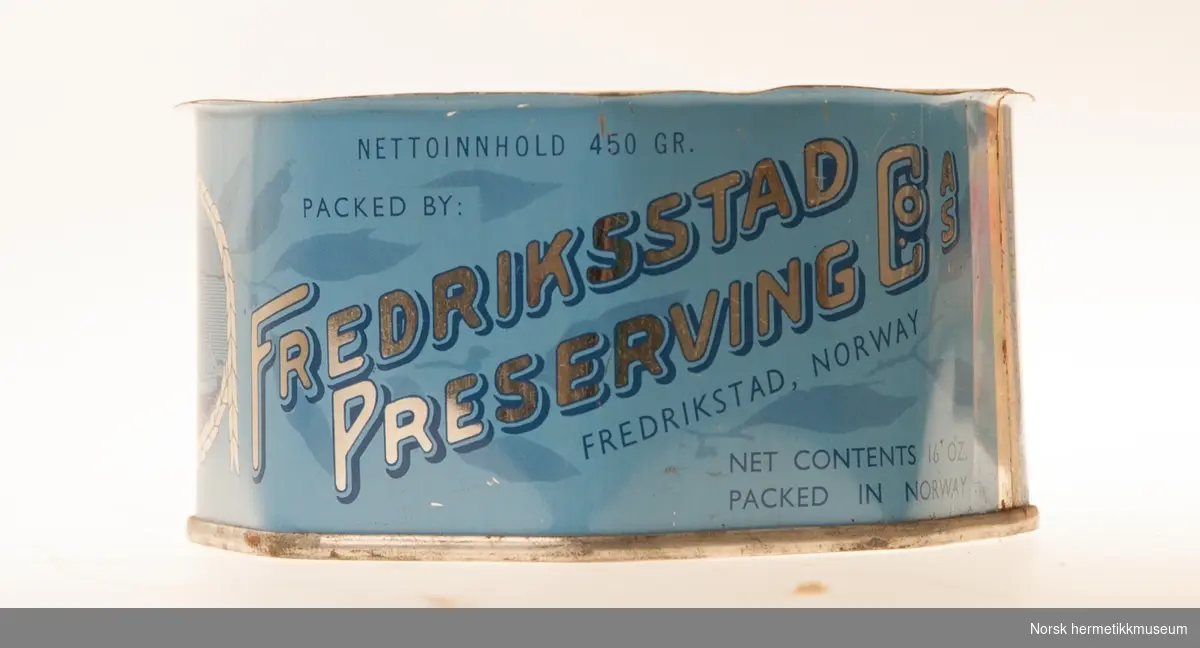 NETTOINNHOLD 450 GR.
PACKED BY:
FREDRIKSSTAD
PRESERVING Co AS
FREDRIKSTAD, NORWAY
NET CONTENTS 16 OZ.
PACKED IN NORWAY
Norsk hermetikkmuseum